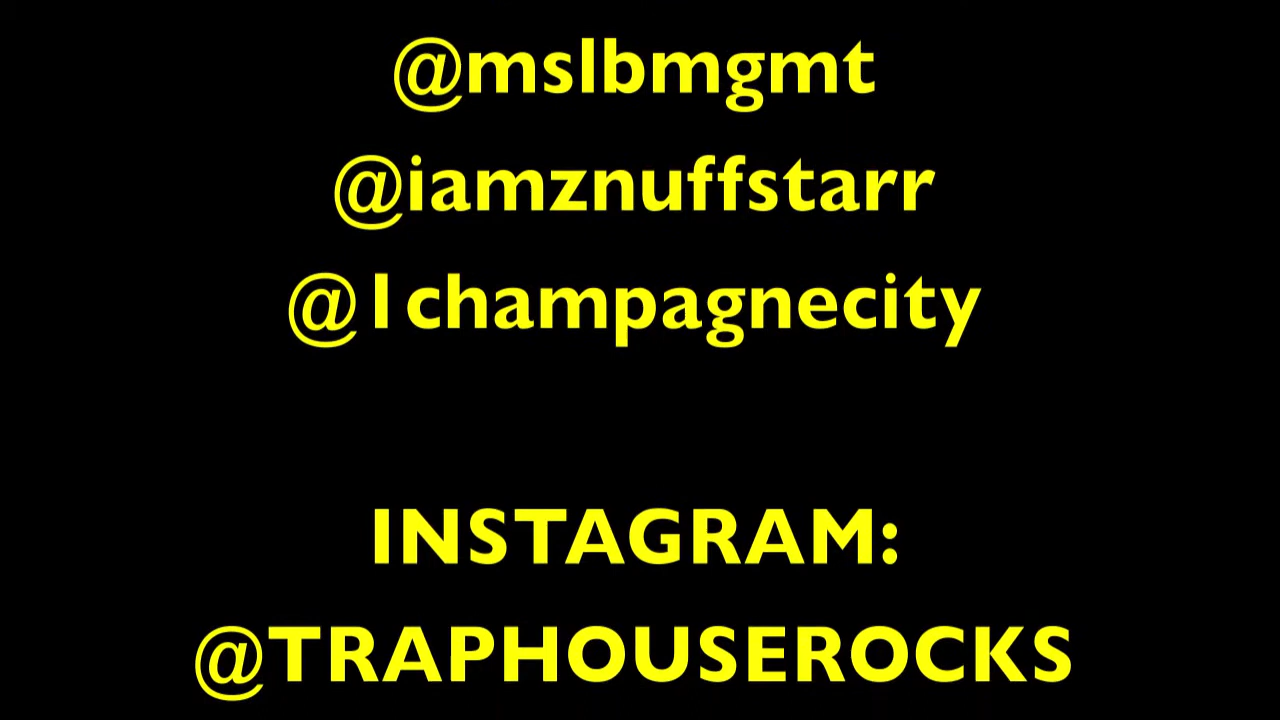 @mslbmgmt
@iamznuffstarr
@1champagnecity
INSTAGRAM:
@TRAPHOUSEROCKS